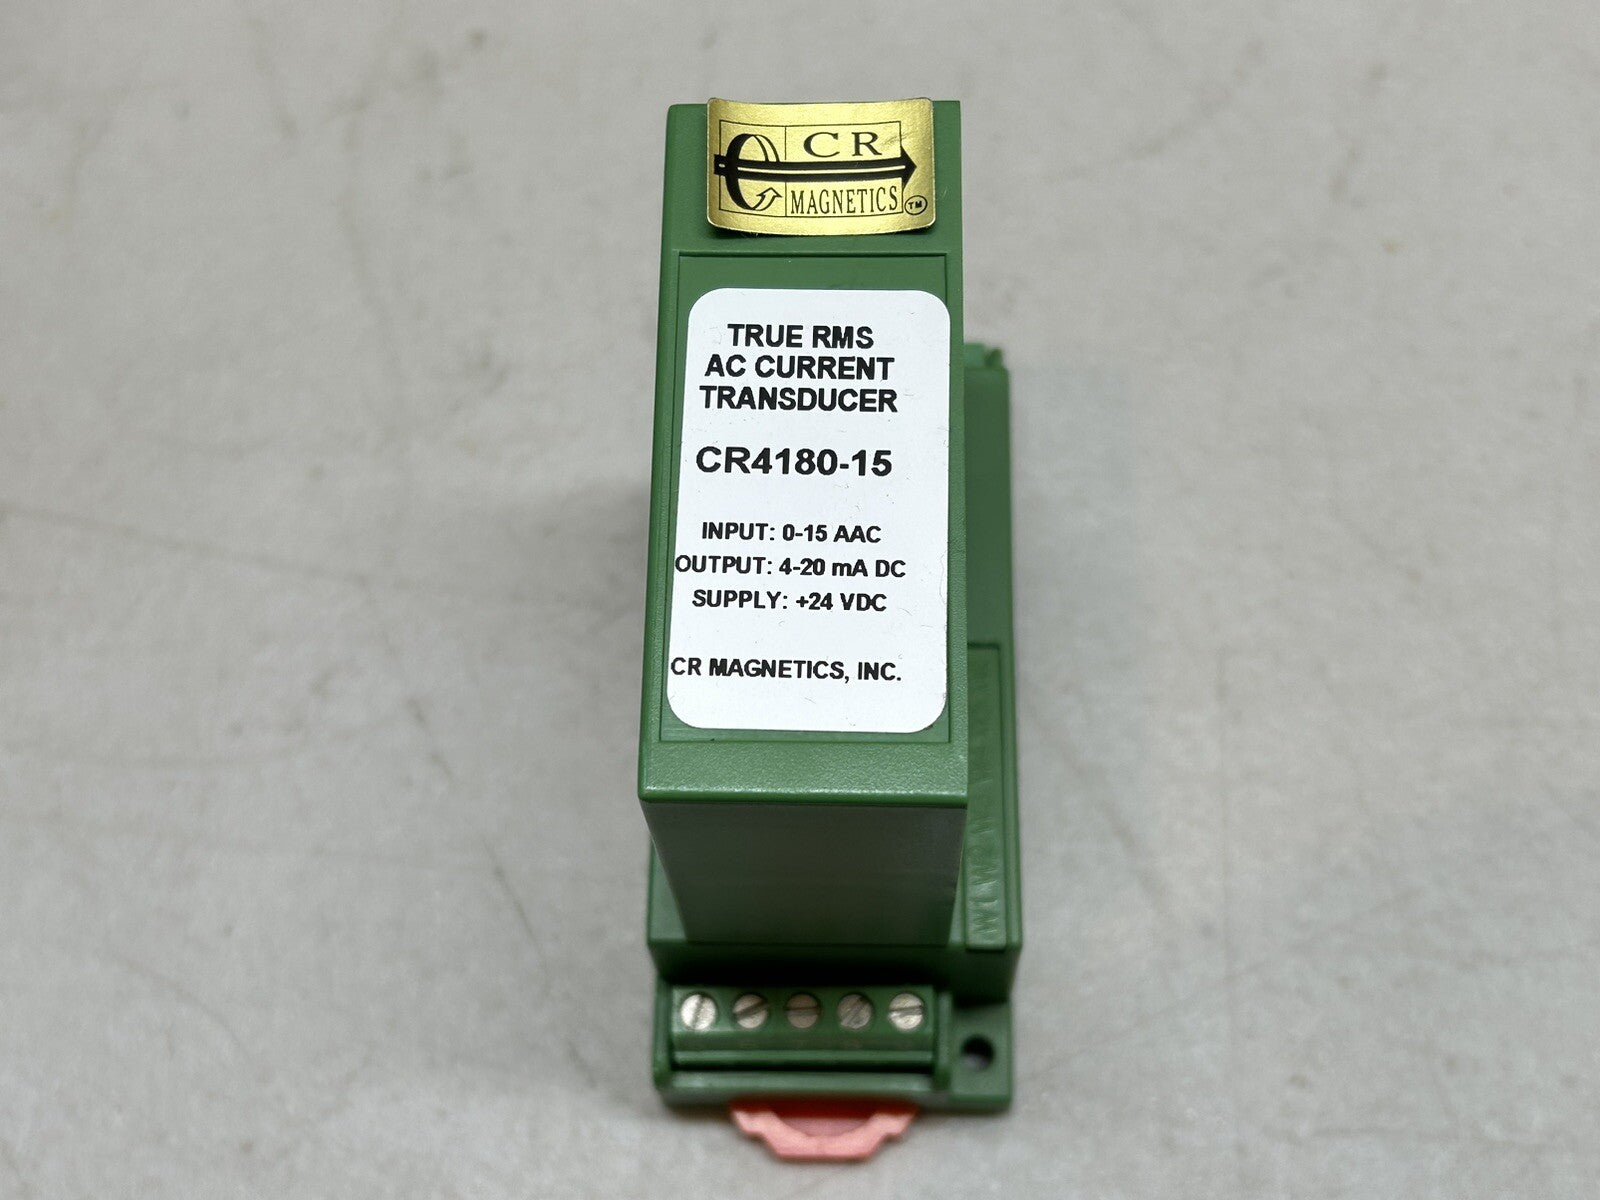 CR
MAGNETICS
TM
TRUE RMS
AC CURRENT
TRANSDUCER
CR4180-15
INPUT: 0-15 AAC
OUTPUT: 4-20 mA DC
SUPPLY: +24 VDC
CR MAGNETICS, INC.